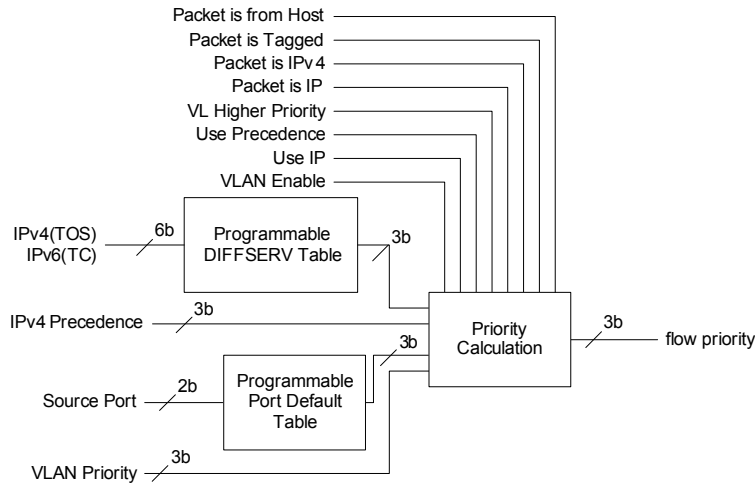 Packet is from Host
Packet is Tagged
Packet is IPv4
Packet is IP
VL Higher Priority
Use Precedence
Use IP
VLAN Enable
IPv4(TOS)
IPv6(TC)
6b
Programmable
DIFFSERV Table
3b
IPv4 Precedence
3b
Priority
Calculation
3b
flow priority
3b
Source Port
2b
Programmable
Port Default
Table
VLAN Priority
3b